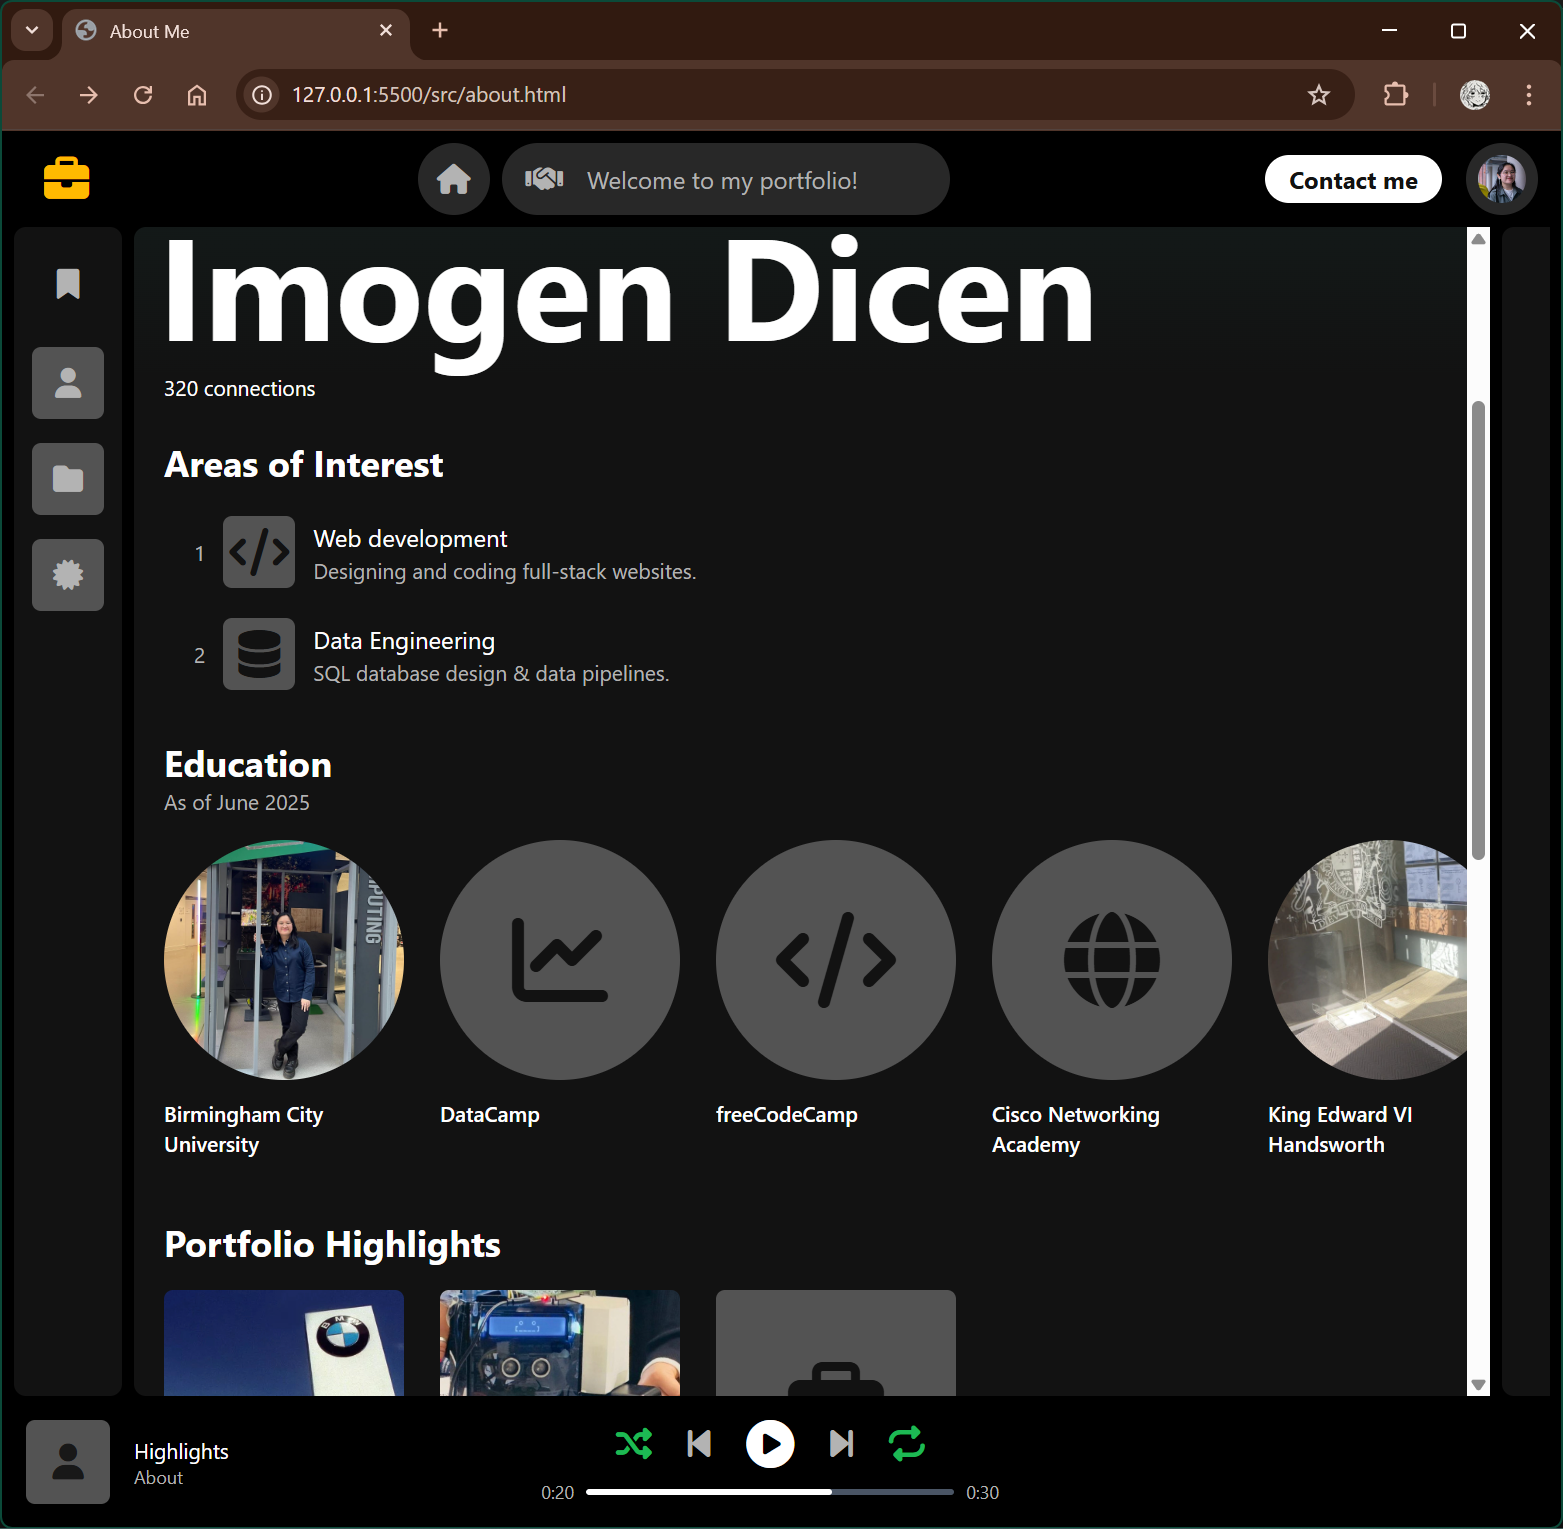 About Me
127.0.0.1:5500/src/about.html
Welcome to my portfolio!
Contact me
Imogen Dicen
320 connections
Areas of Interest
1
Web development
Designing and coding full-stack websites.
2
Data Engineering
SQL database design & data pipelines.
Education
As of June 2025
PUTING
Birmingham City
University
DataCamp
freeCodeCamp
Cisco Networking
Academy
King Edward VI
Handsworth
Portfolio Highlights
BMW
Highlights
About
0:20
0:30